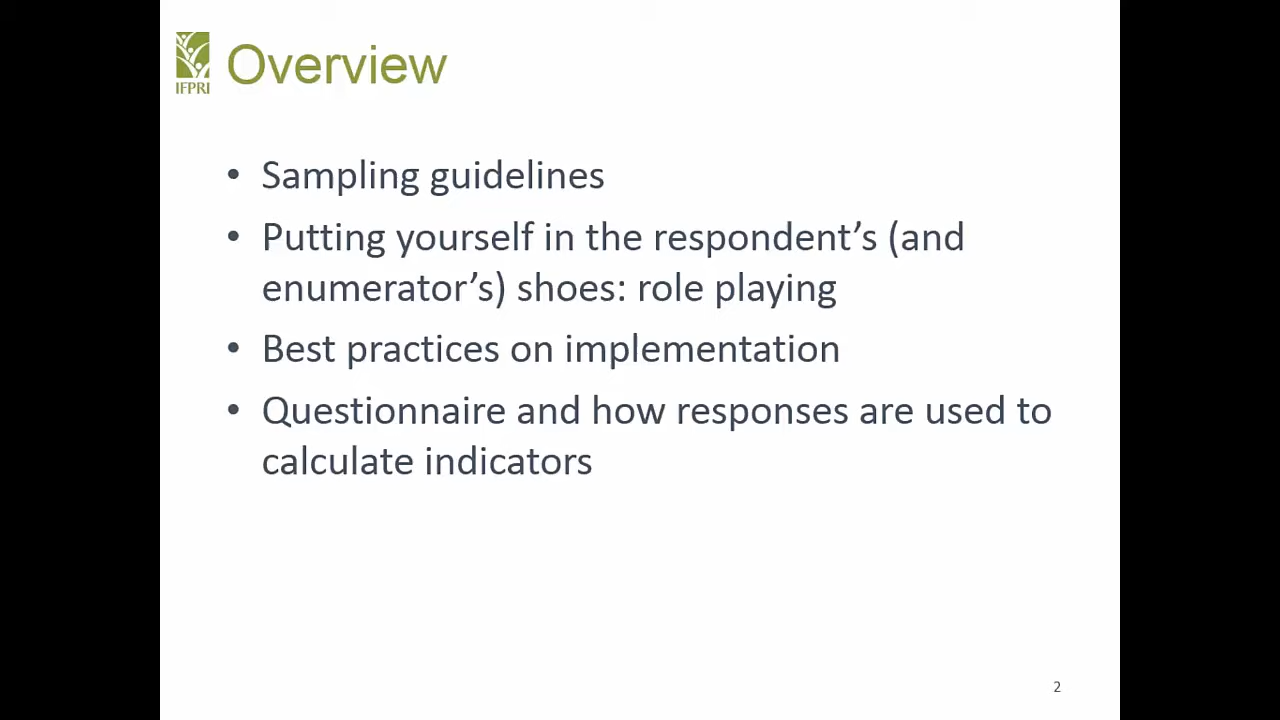 IFPRI
Overview
• Sampling guidelines
• Putting yourself in the respondent’s (and
enumerator’s) shoes: role playing
• Best practices on implementation
• Questionnaire and how responses are used to
calculate indicators
2